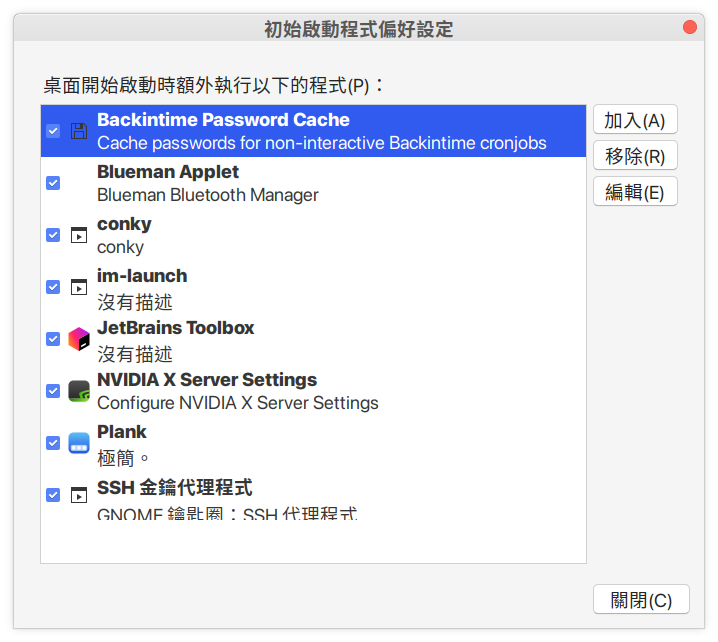 初始啟動程式偏好設定
桌面開始啟動時額外執行以下的程式(P)：
Backintime Password Cache
Cache passwords for non-interactive Backintime cronjobs
Blueman Applet
Blueman Bluetooth Manager
conky
conky
im-launch
沒有描述
JetBrains Toolbox
沒有描述
NVIDIA X Server Settings
Configure NVIDIA X Server Settings
Plank
極簡。
SSH 金鑰代理程式
GNOME 鑰匙圈：SSH 代理程式
加入(A)
移除(R)
編輯(E)
關閉(C)